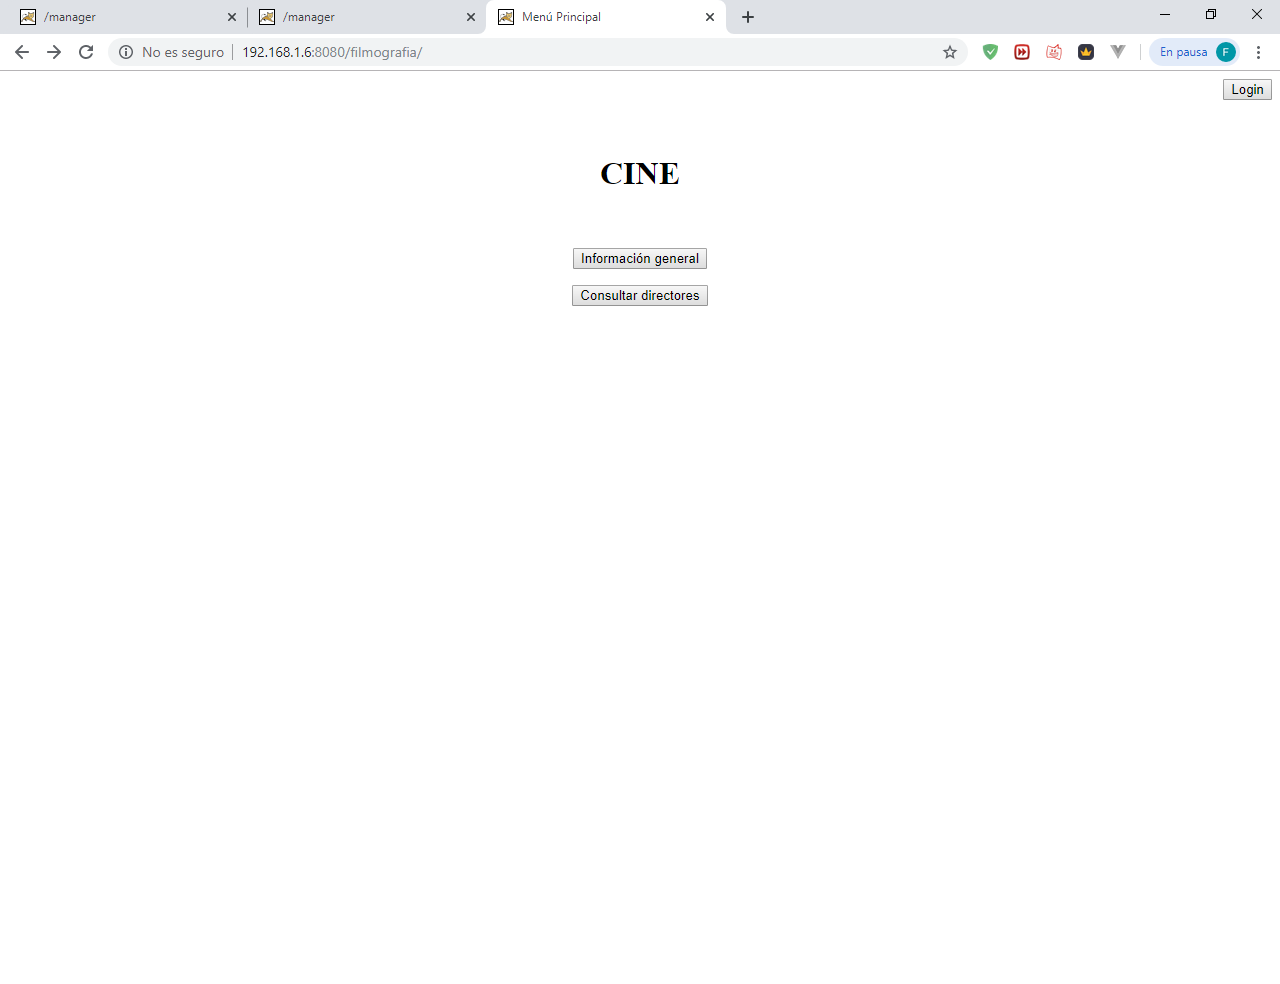 /manager
/manager
Menú Principal
No es seguro
192.168.1.6:8080/filmografia/
En pausa
F
Login
CINE
Información general
Consultar directores